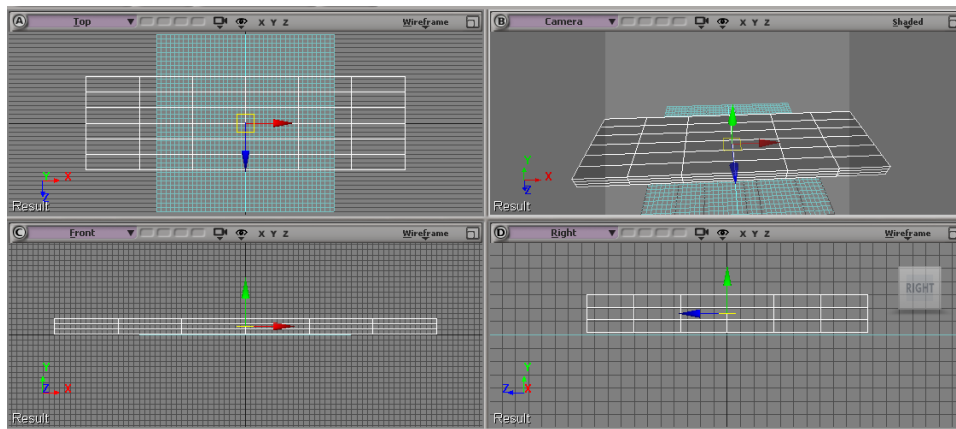 A Top X Y Z Wireframe
Y X
Z
Result
B Camera X Y Z Shaded
Y X
Z
Result
C Front X Y Z Wireframe
Y
Z X
Result
D Right X Y Z Wireframe
RIGHT
Y
Z X
Result